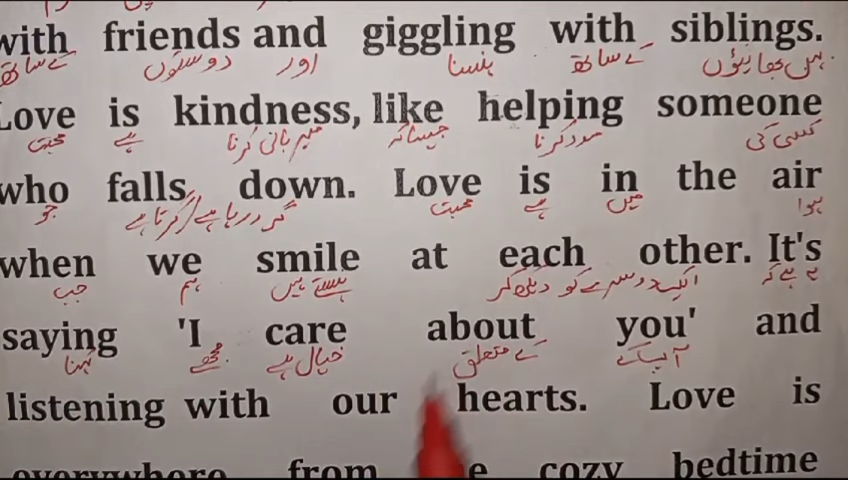 with friends and giggling with siblings.
کے ساتھ دوستوں اور ہنسنا کے ساتھ بہن بھائیوں
Love is kindness, like helping someone
محبت ہے مہربانی کرنا جیسا کہ مدد کرنا کسی کی
who falls down. Love is in the air
جو گر رہا ہے/گرتا ہے محبت ہے میں ہوا
when we smile at each other. It's
جب ہم ہنستے ہیں ایک دوسرے کو دیکھ کر یہ ہے کہ
saying 'I care about you' and
کہنا مجھے خیال ہے کے متعلق آپ کے
listening with our hearts. Love is
everywhere from cozy bedtime